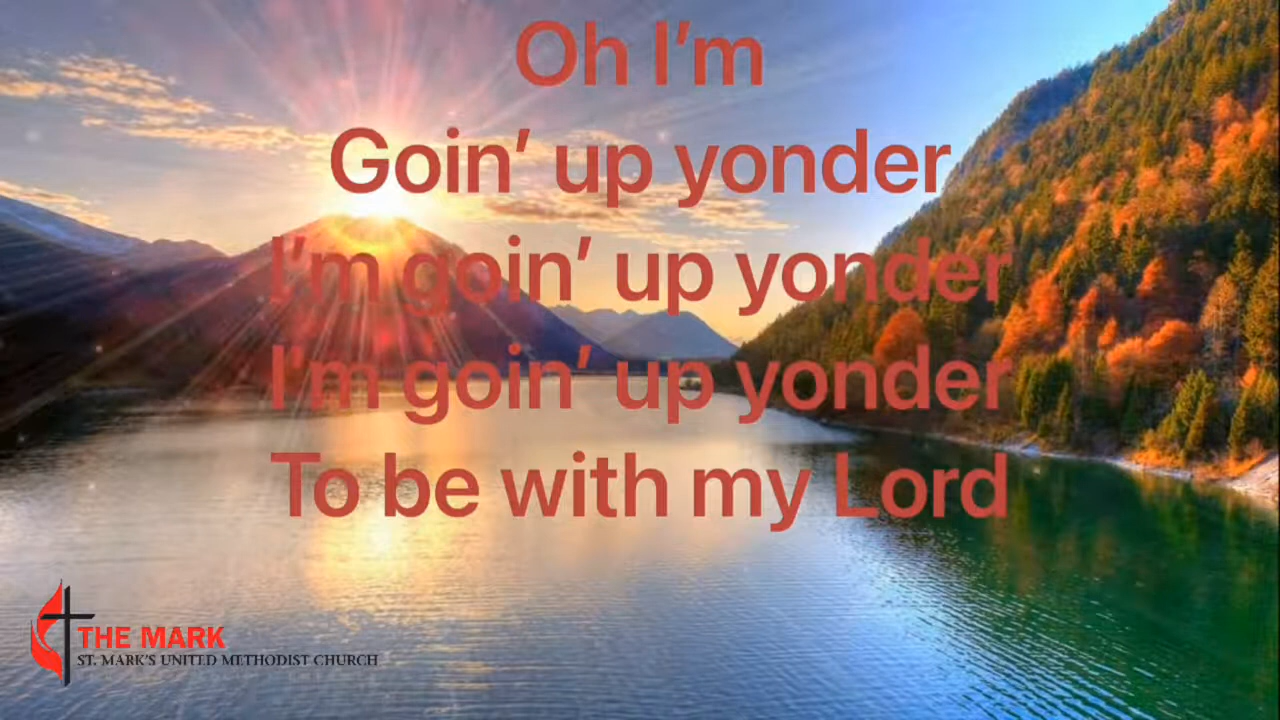 Oh I’m
Goin’ up yonder
I’m goin’ up yonder
I'm goin’ up yonder
To be with my Lord
THE MARK
ST. MARK'S UNITED METHODIST CHURCH